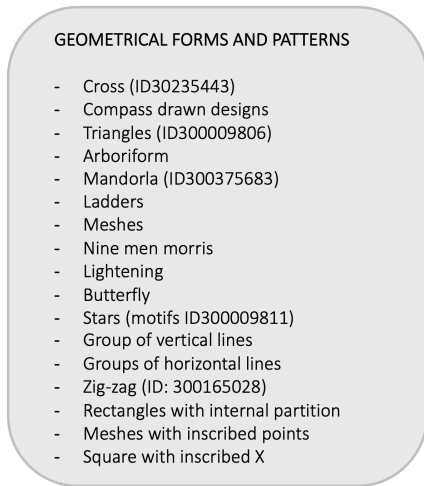 GEOMETRICAL FORMS AND PATTERNS
- Cross (ID30235443)
- Compass drawn designs
- Triangles (ID300009806)
- Arboriform
- Mandorla (ID300375683)
- Ladders
- Meshes
- Nine men morris
- Lightening
- Butterfly
- Stars (motifs ID300009811)
- Group of vertical lines
- Groups of horizontal lines
- Zig-zag (ID: 300165028)
- Rectangles with internal partition
- Meshes with inscribed points
- Square with inscribed X